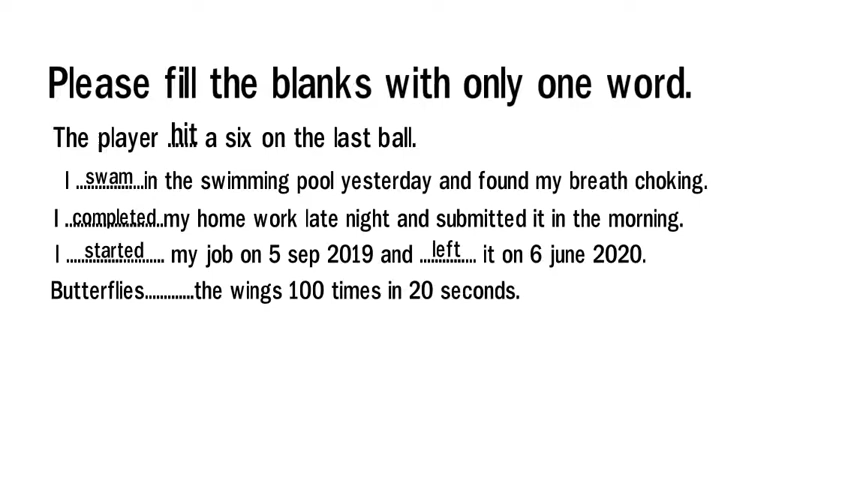 Please fill the blanks with only one word.
The player .hit. a six on the last ball.
I ...swam...in the swimming pool yesterday and found my breath choking.
I ..completed..my home work late night and submitted it in the morning.
I .....started..... my job on 5 sep 2019 and ...left... it on 6 june 2020.
Butterflies.............the wings 100 times in 20 seconds.